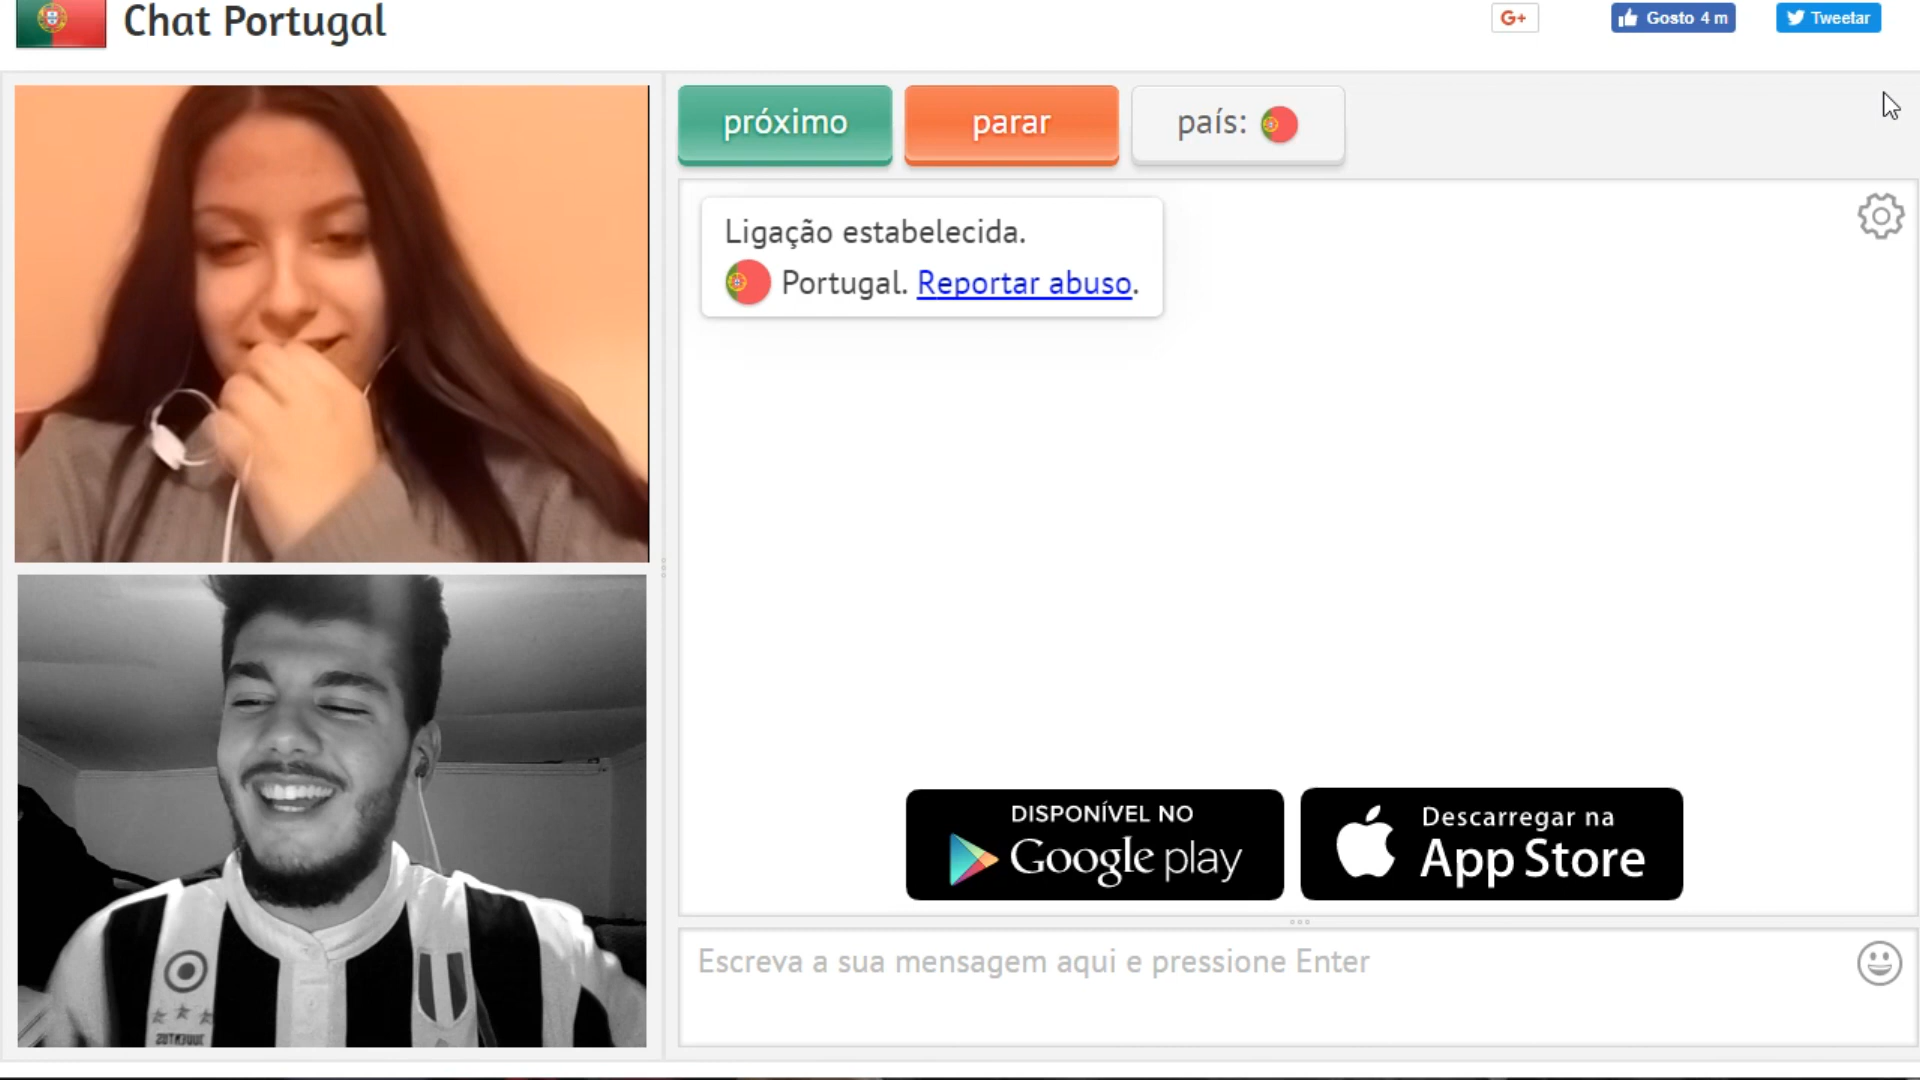 Chat Portugal
G+
Gosto 4 m
Tweetar
próximo
parar
país:
Ligação estabelecida.
Portugal. Reportar abuso.
DISPONÍVEL NO
Google play
Descarregar na
App Store
Escreva a sua mensagem aqui e pressione Enter
JUVENTUS